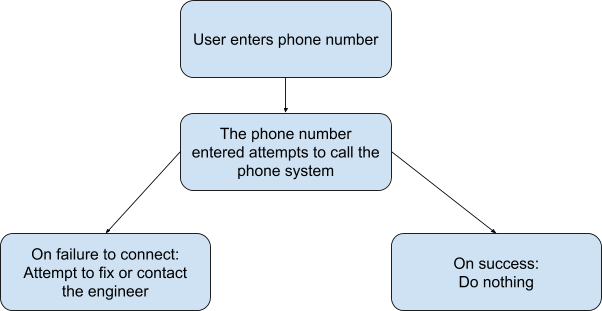 User enters phone number
The phone number
entered attempts to call the
phone system
On failure to connect:
Attempt to fix or contact
the engineer
On success:
Do nothing